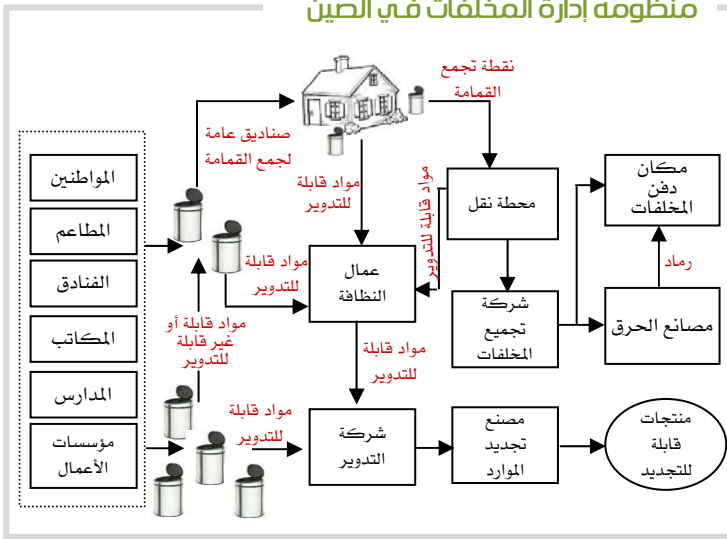 منظومة إدارة المخلفات في الصين
نقطة تجمع
القمامة
صناديق عامة
لجمع القمامة
المواطنين
المطاعم
الفنادق
المكاتب
المدارس
مؤسسات
الأعمال
مواد قابلة
للتدوير
مواد قابلة للتدوير
محطة نقل
مكان
دفن
المخلفات
رماد
مواد قابلة
للتدوير
عمال
النظافة
شركة
تجميع
المخلفات
مصانع الحرق
مواد قابلة أو
غير قابلة
للتدوير
مواد قابلة
للتدوير
مواد قابلة
للتدوير
شركة
التدوير
مصنع
تجديد
الموارد
منتجات
قابلة
للتجديد